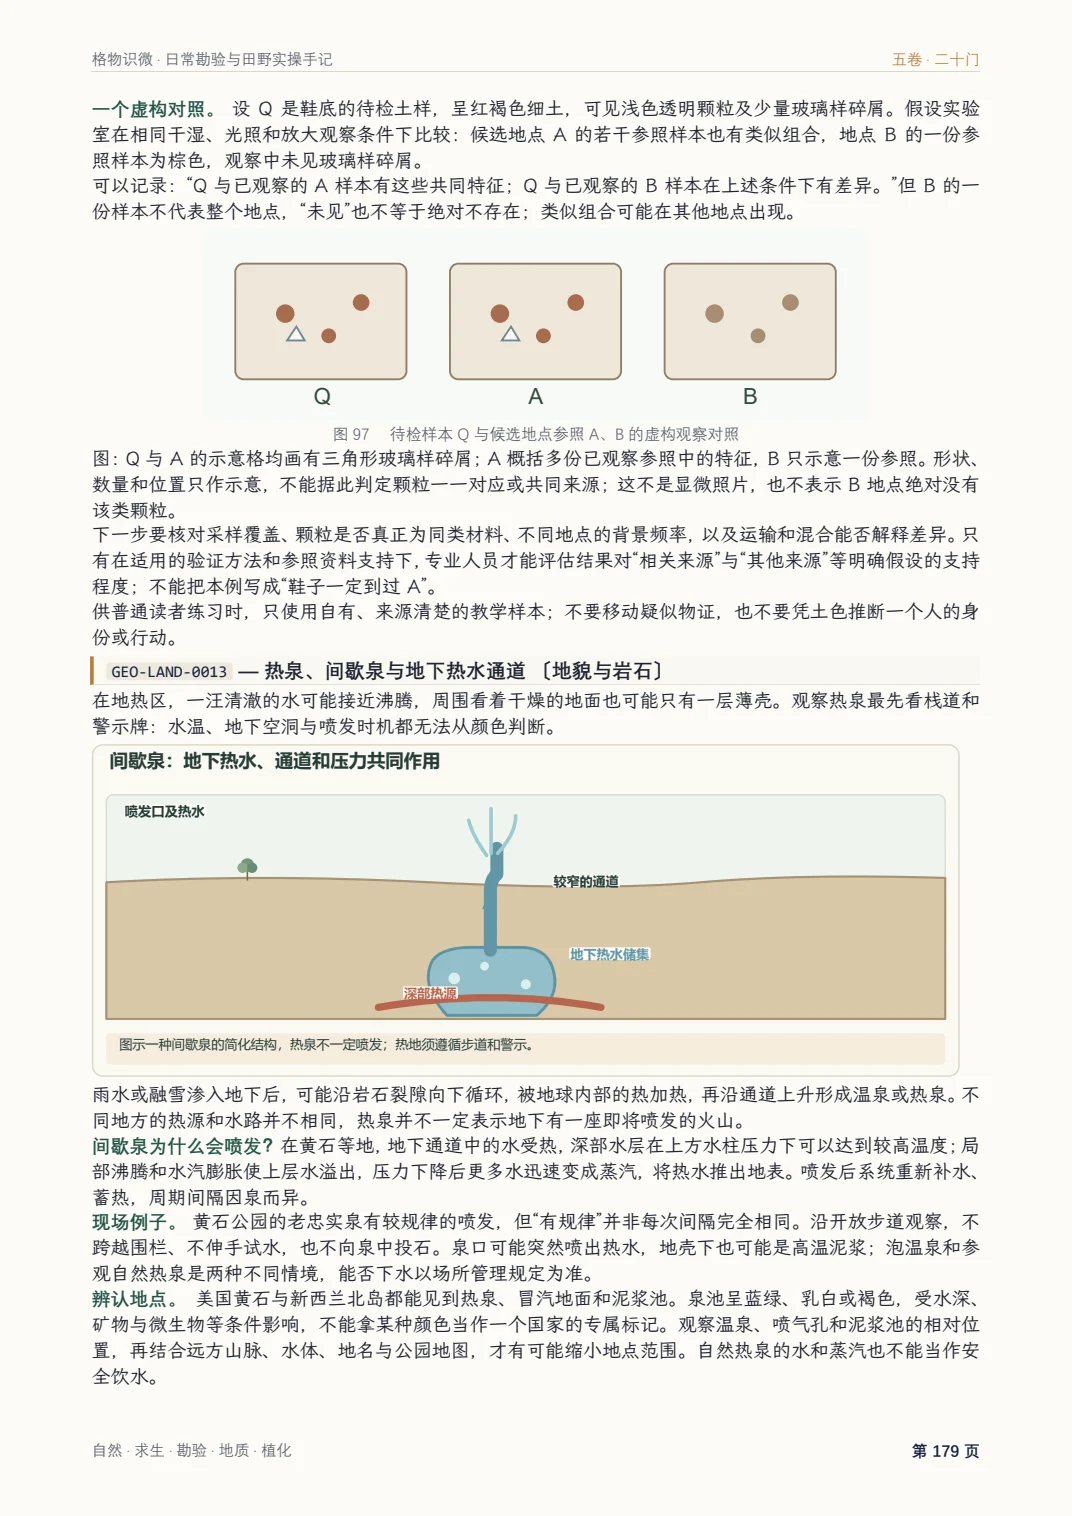 格物识微 · 日常勘验与田野实操手记
五卷 · 二十门
一个虚构对照。 设 Q 是鞋底的待检土样，呈红褐色细土，可见浅色透明颗粒及少量玻璃样碎屑。假设实验
室在相同干湿、光照和放大观察条件下比较：候选地点 A 的若干参照样本也有类似组合，地点 B 的一份参
照样本为棕色，观察中未见玻璃样碎屑。
可以记录：“Q 与已观察的 A 样本有这些共同特征；Q 与已观察的 B 样本在上述条件下有差异。”但 B 的一
份样本不代表整个地点，“未见”也不等于绝对不存在；类似组合可能在其他地点出现。
Q
A
B
图 97 待检样本 Q 与候选地点参照 A、B 的虚构观察对照
图：Q 与 A 的示意格均画有三角形玻璃样碎屑；A 概括多份已观察参照中的特征，B 只示意一份参照。形状、
数量和位置只作示意，不能据此判定颗粒一一对应或共同来源；这不是显微照片，也不表示 B 地点绝对没有
该类颗粒。
下一步要核对采样覆盖、颗粒是否真正为同类材料、不同地点的背景频率，以及运输和混合能否解释差异。只
有在适用的验证方法和参照资料支持下，专业人员才能评估结果对“相关来源”与“其他来源”等明确假设的支持
程度；不能把本例写成“鞋子一定到过 A”。
供普通读者练习时，只使用自有、来源清楚的教学样本；不要移动疑似物证，也不要凭土色推断一个人的身
份或行动。
GEO-LAND-0013 — 热泉、间歇泉与地下热水通道 〔地貌与岩石〕
在地热区，一汪清澈的水可能接近沸腾，周围看着干燥的地面也可能只有一层薄壳。观察热泉最先看栈道和
警示牌：水温、地下空洞与喷发时机都无法从颜色判断。
间歇泉：地下热水、通道和压力共同作用
喷发口及热水
较窄的通道
地下热水储集
深部热源
图示一种间歇泉的简化结构，热泉不一定喷发；热地须遵循步道和警示。
雨水或融雪渗入地下后，可能沿岩石裂隙向下循环，被地球内部的热加热，再沿通道上升形成温泉或热泉。不
同地方的热源和水路并不相同，热泉并不一定表示地下有一座即将喷发的火山。
间歇泉为什么会喷发？在黄石等地，地下通道中的水受热，深部水层在上方水柱压力下可以达到较高温度；局
部沸腾和水汽膨胀使上层水溢出，压力下降后更多水迅速变成蒸汽，将热水推出地表。喷发后系统重新补水、
蓄热，周期间隔因泉而异。
现场例子。 黄石公园的老忠实泉有较规律的喷发，但“有规律”并非每次间隔完全相同。沿开放步道观察，不
跨越围栏、不伸手试水，也不向泉中投石。泉口可能突然喷出热水，地壳下也可能是高温泥浆；泡温泉和参
观自然热泉是两种不同情境，能否下水以场所管理规定为准。
辨认地点。 美国黄石与新西兰北岛都能见到热泉、冒汽地面和泥浆池。泉池呈蓝绿、乳白或褐色，受水深、
矿物与微生物等条件影响，不能拿某种颜色当作一个国家的专属标记。观察温泉、喷气孔和泥浆池的相对位
置，再结合远方山脉、水体、地名与公园地图，才有可能缩小地点范围。自然热泉的水和蒸汽也不能当作安
全饮水。
自然 · 求生 · 勘验 · 地质 · 植化
第 179 页